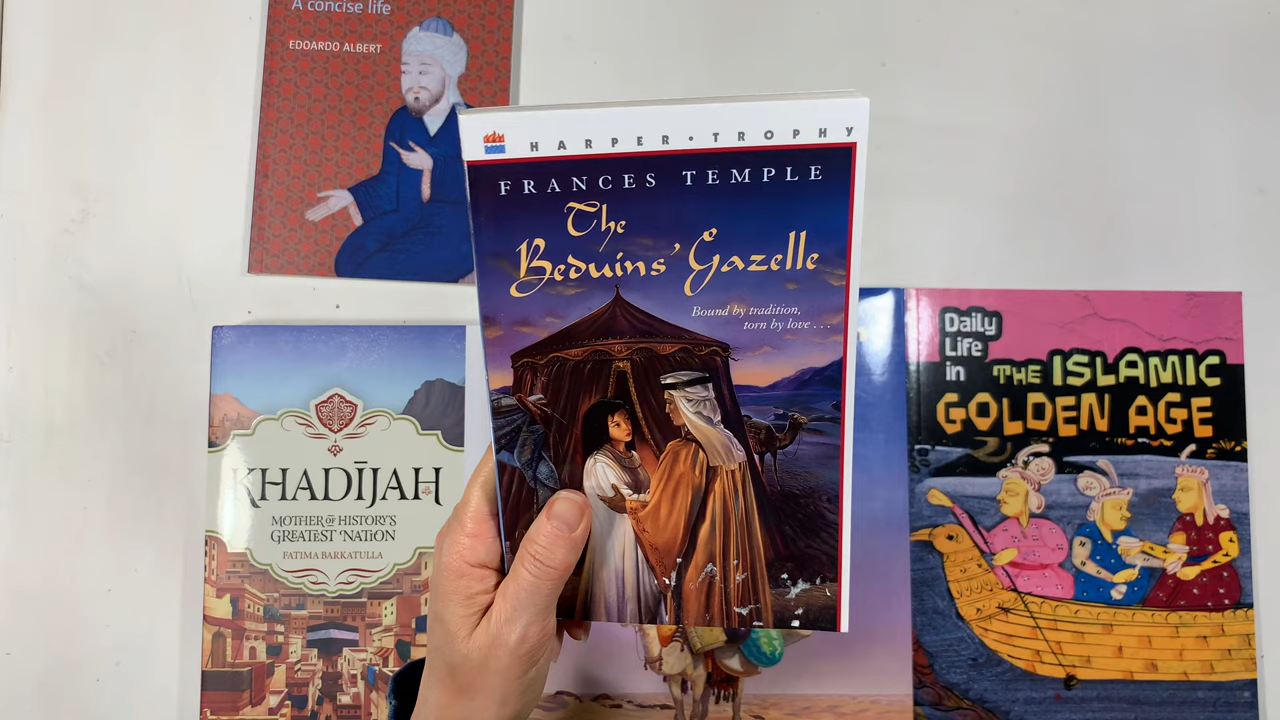 A concise life
EDOARDO ALBERT
HARPER • TROPHY
FRANCES TEMPLE
The
Beduins' Gazelle
Bound by tradition,
torn by love . . .
KHADĪJAH
MOTHER OF HISTORY'S
GREATEST NATION
FATIMA BARKATULLA
Daily
Life
in THE ISLAMIC
GOLDEN AGE